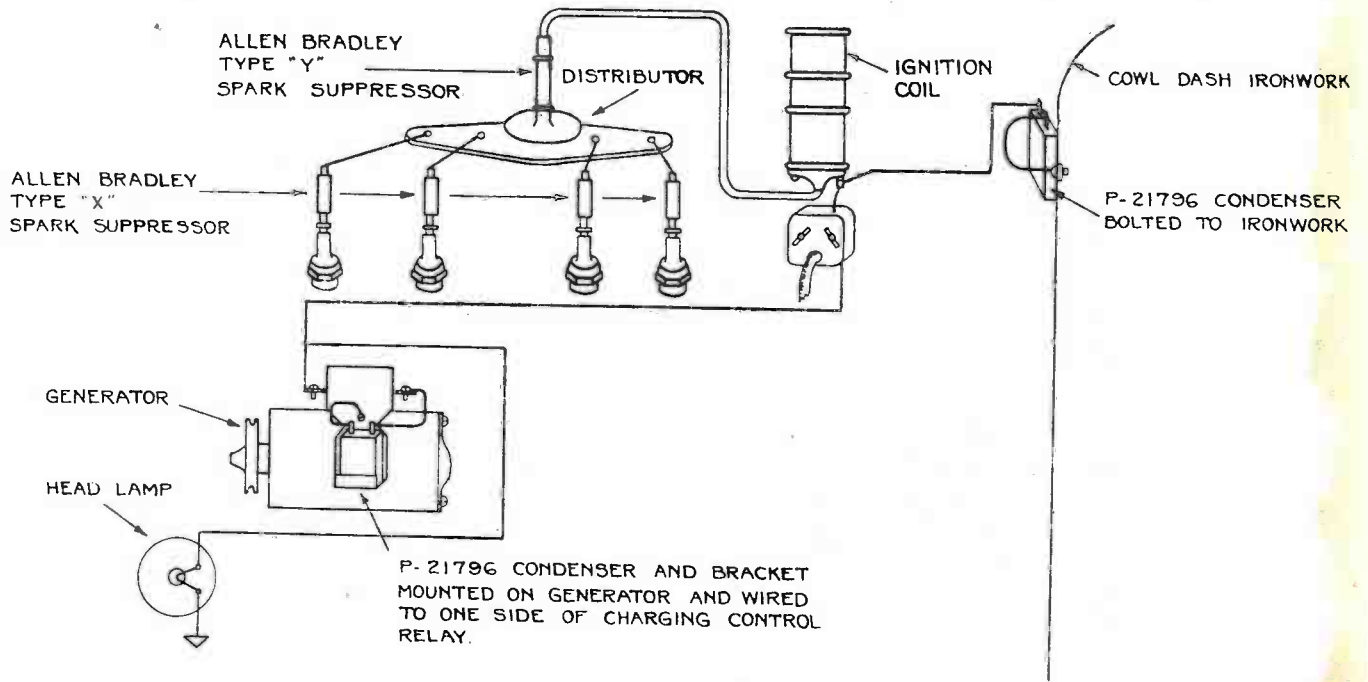 ALLEN BRADLEY
TYPE "Y"
SPARK SUPPRESSOR
DISTRIBUTOR
IGNITION
COIL
COWL DASH IRONWORK
ALLEN BRADLEY
TYPE "X"
SPARK SUPPRESSOR
P-21796 CONDENSER
BOLTED TO IRONWORK
GENERATOR
HEAD LAMP
P-21796 CONDENSER AND BRACKET
MOUNTED ON GENERATOR AND WIRED
TO ONE SIDE OF CHARGING CONTROL
RELAY.